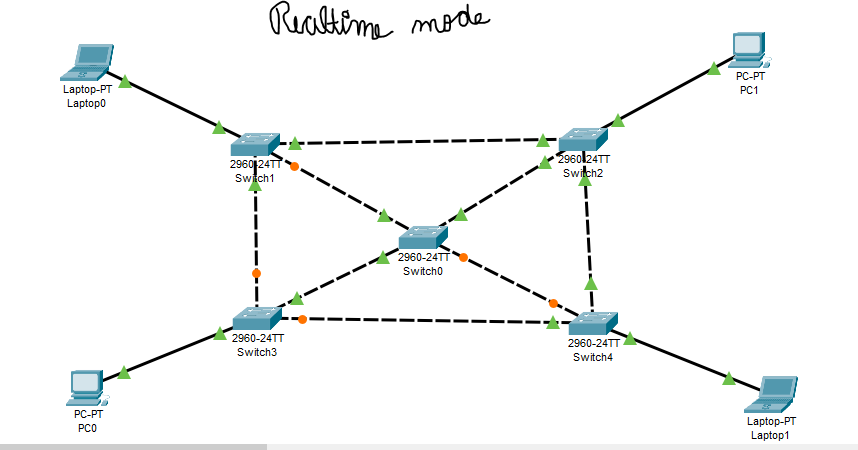 Realtime mode
Laptop-PT
Laptop0
PC-PT
PC1
2960-24TT
Switch1
2960-24TT
Switch2
2960-24TT
Switch0
2960-24TT
Switch3
2960-24TT
Switch4
PC-PT
PC0
Laptop-PT
Laptop1